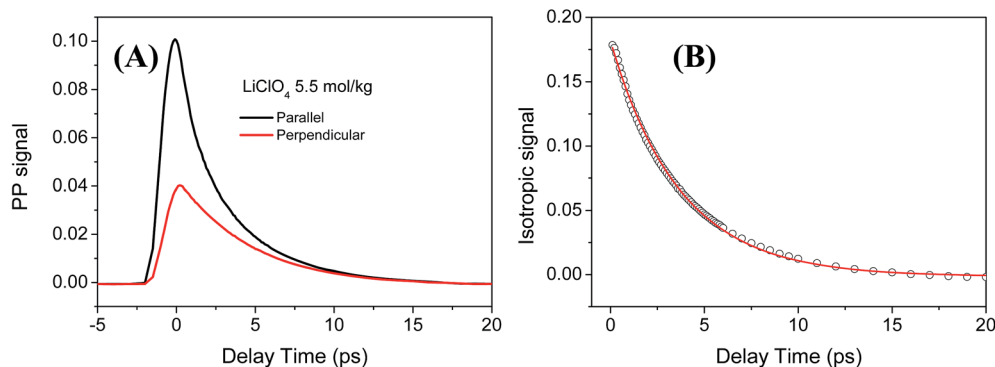 (A)
LiClO₄ 5.5 mol/kg
Parallel
Perpendicular
PP signal
0.10
0.08
0.06
0.04
0.02
0.00
-5
0
5
10
15
20
Delay Time (ps)
(B)
Isotropic signal
0.20
0.15
0.10
0.05
0.00
0
5
10
15
20
Delay Time (ps)